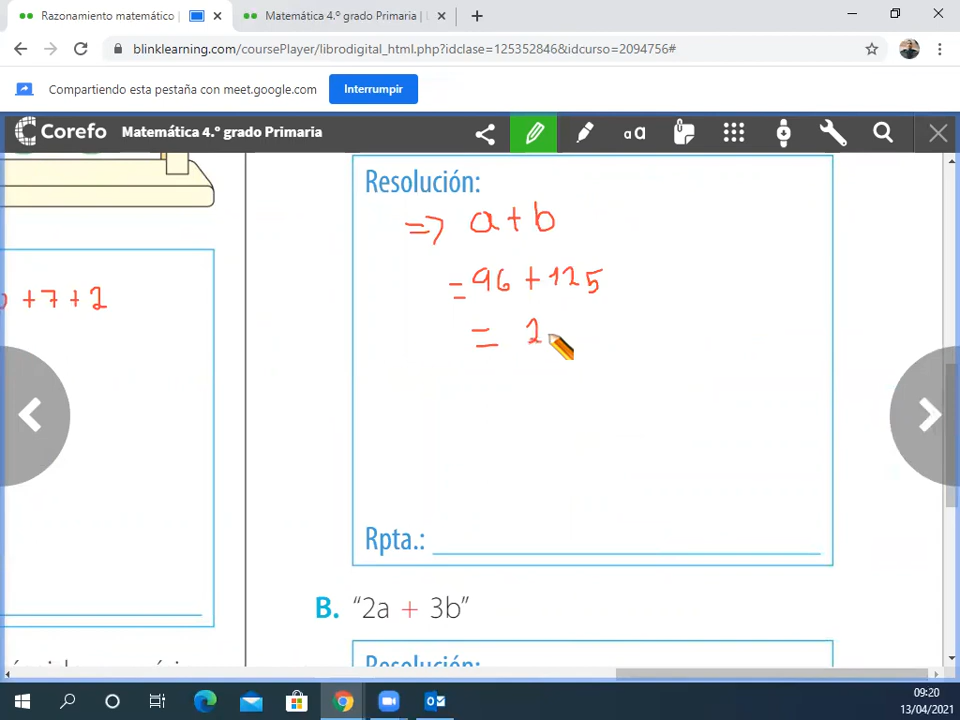 Razonamiento matemático
Matemática 4.º grado Primaria |
blinklearning.com/coursePlayer/librodigital_html.php?idclase=125352846&idcurso=2094756#
Compartiendo esta pestaña con meet.google.com
Interrumpir
Corefo
Matemática 4.º grado Primaria
aa
Resolución:
=> a + b
= 96 + 125
= 2
+ 7 + 2
Rpta.:
B. “2a + 3b”
Resolución:
09:20
13/04/2021